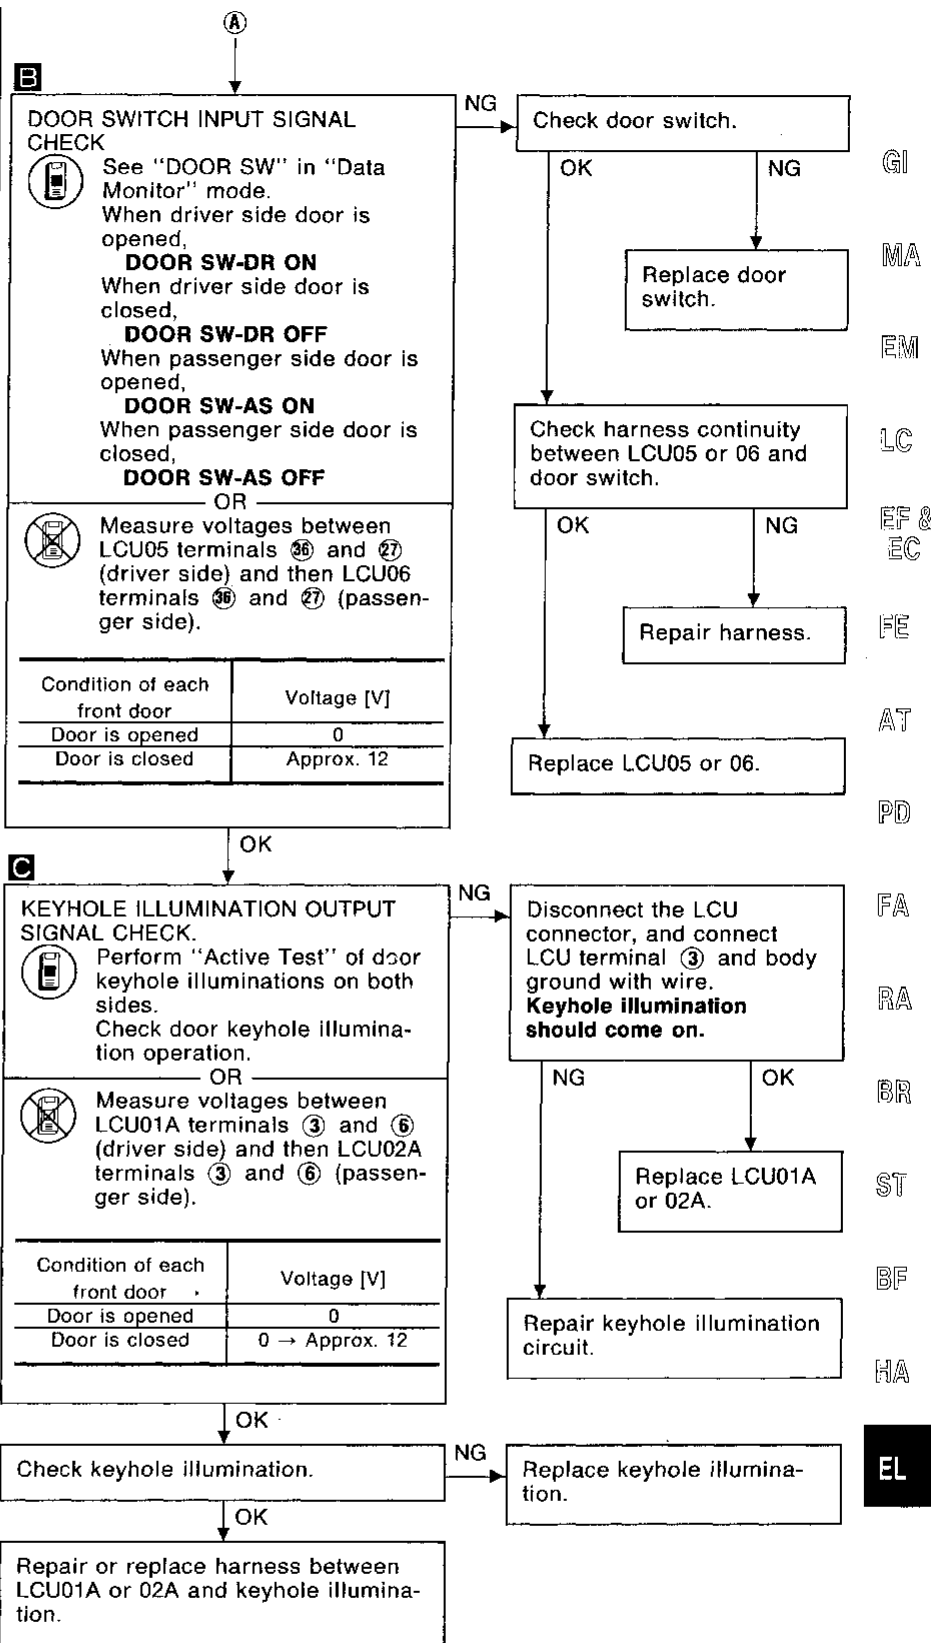 A
B
DOOR SWITCH INPUT SIGNAL
CHECK
See "DOOR SW" in "Data
Monitor" mode.
When driver side door is
opened,
DOOR SW-DR ON
When driver side door is
closed,
DOOR SW-DR OFF
When passenger side door is
opened,
DOOR SW-AS ON
When passenger side door is
closed,
DOOR SW-AS OFF
OR
Measure voltages between
LCU05 terminals 36 and 27
(driver side) and then LCU06
terminals 36 and 27 (passen-
ger side).
Condition of each
front door
Voltage [V]
Door is opened 0
Door is closed Approx. 12
NG
Check door switch.
OK NG
Replace door
switch.
Check harness continuity
between LCU05 or 06 and
door switch.
OK NG
Repair harness.
Replace LCU05 or 06.
OK
C
KEYHOLE ILLUMINATION OUTPUT
SIGNAL CHECK.
Perform "Active Test" of door
keyhole illuminations on both
sides.
Check door keyhole illumina-
tion operation.
OR
Measure voltages between
LCU01A terminals 3 and 6
(driver side) and then LCU02A
terminals 3 and 6 (passen-
ger side).
Condition of each
front door
Voltage [V]
Door is opened 0
Door is closed 0 → Approx. 12
NG
Disconnect the LCU
connector, and connect
LCU terminal 3 and body
ground with wire.
Keyhole illumination
should come on.
NG OK
Replace LCU01A
or 02A.
Repair keyhole illumination
circuit.
OK
Check keyhole illumination.
NG
Replace keyhole illumina-
tion.
OK
Repair or replace harness between
LCU01A or 02A and keyhole illumina-
tion.
GI
MA
EM
LC
EF &
EC
FE
AT
PD
FA
RA
BR
ST
BF
HA
EL